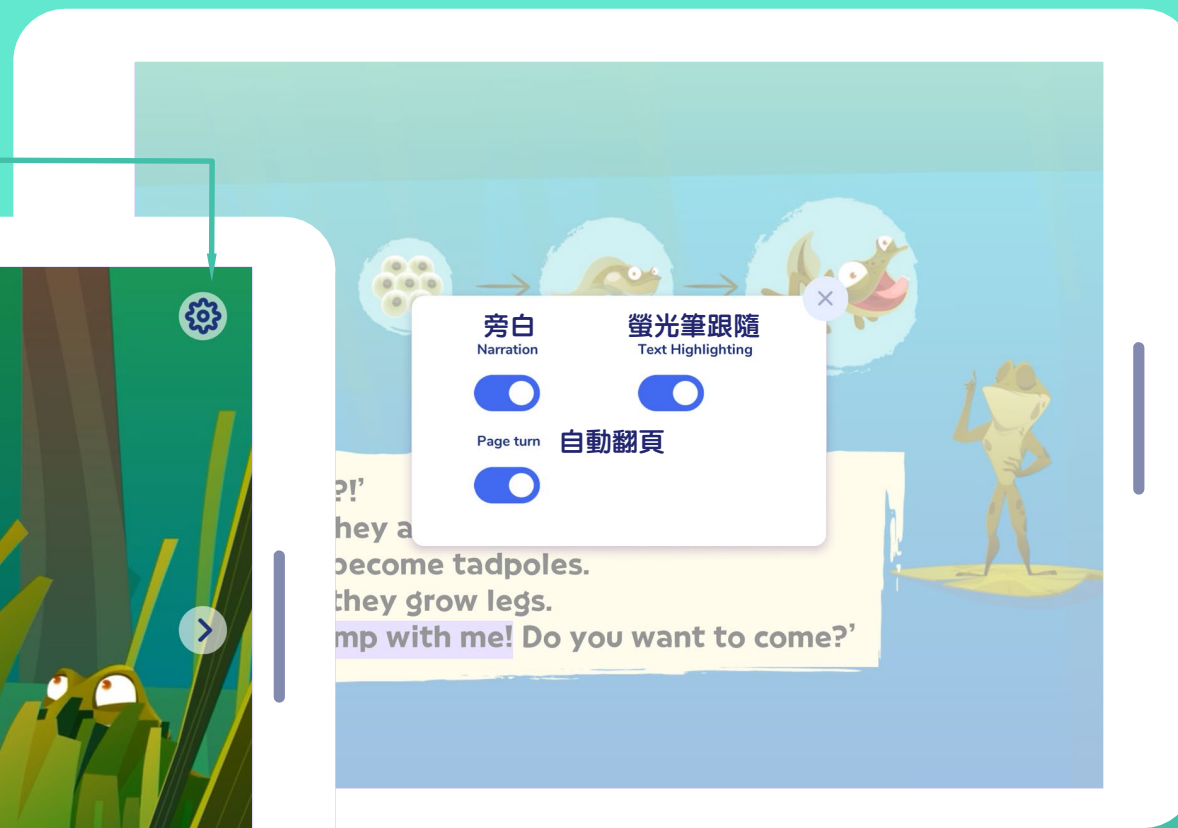 旁白
Narration
螢光筆跟隨
Text Highlighting
Page turn 自動翻頁
?!’
hey a
become tadpoles.
they grow legs.
mp with me! Do you want to come?’